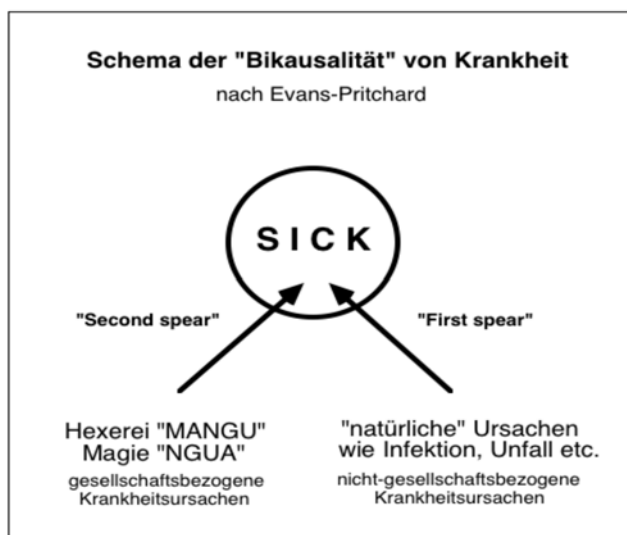 Schema der "Bikausalität" von Krankheit
nach Evans-Pritchard
SICK
"Second spear"
"First spear"
Hexerei "MANGU"
Magie "NGUA"
gesellschaftsbezogene
Krankheitsursachen
"natürliche" Ursachen
wie Infektion, Unfall etc.
nicht-gesellschaftsbezogene
Krankheitsursachen